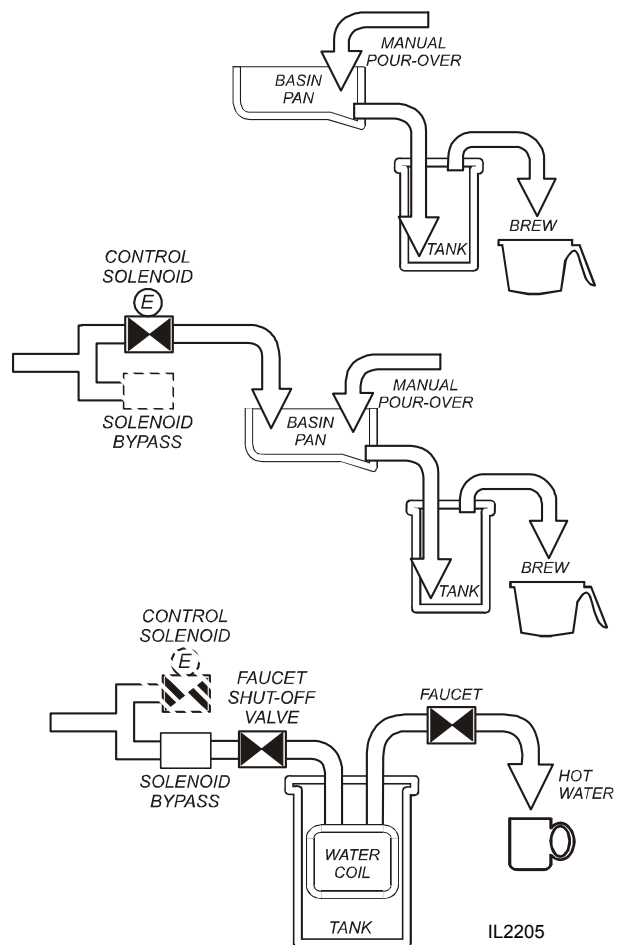 MANUAL
POUR-OVER
BASIN
PAN
TANK
BREW
CONTROL
SOLENOID
E
MANUAL
POUR-OVER
SOLENOID
BYPASS
BASIN
PAN
TANK
BREW
CONTROL
SOLENOID
E
FAUCET
SHUT-OFF
VALVE
FAUCET
SOLENOID
BYPASS
HOT
WATER
WATER
COIL
TANK
IL2205